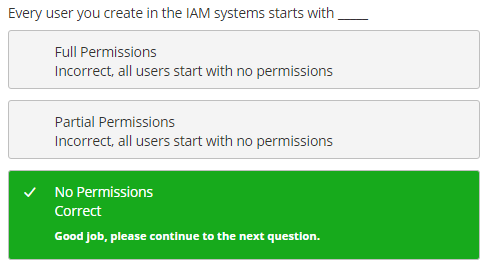 Every user you create in the IAM systems starts with _____
Full Permissions
Incorrect, all users start with no permissions
Partial Permissions
Incorrect, all users start with no permissions
No Permissions
Correct
Good job, please continue to the next question.